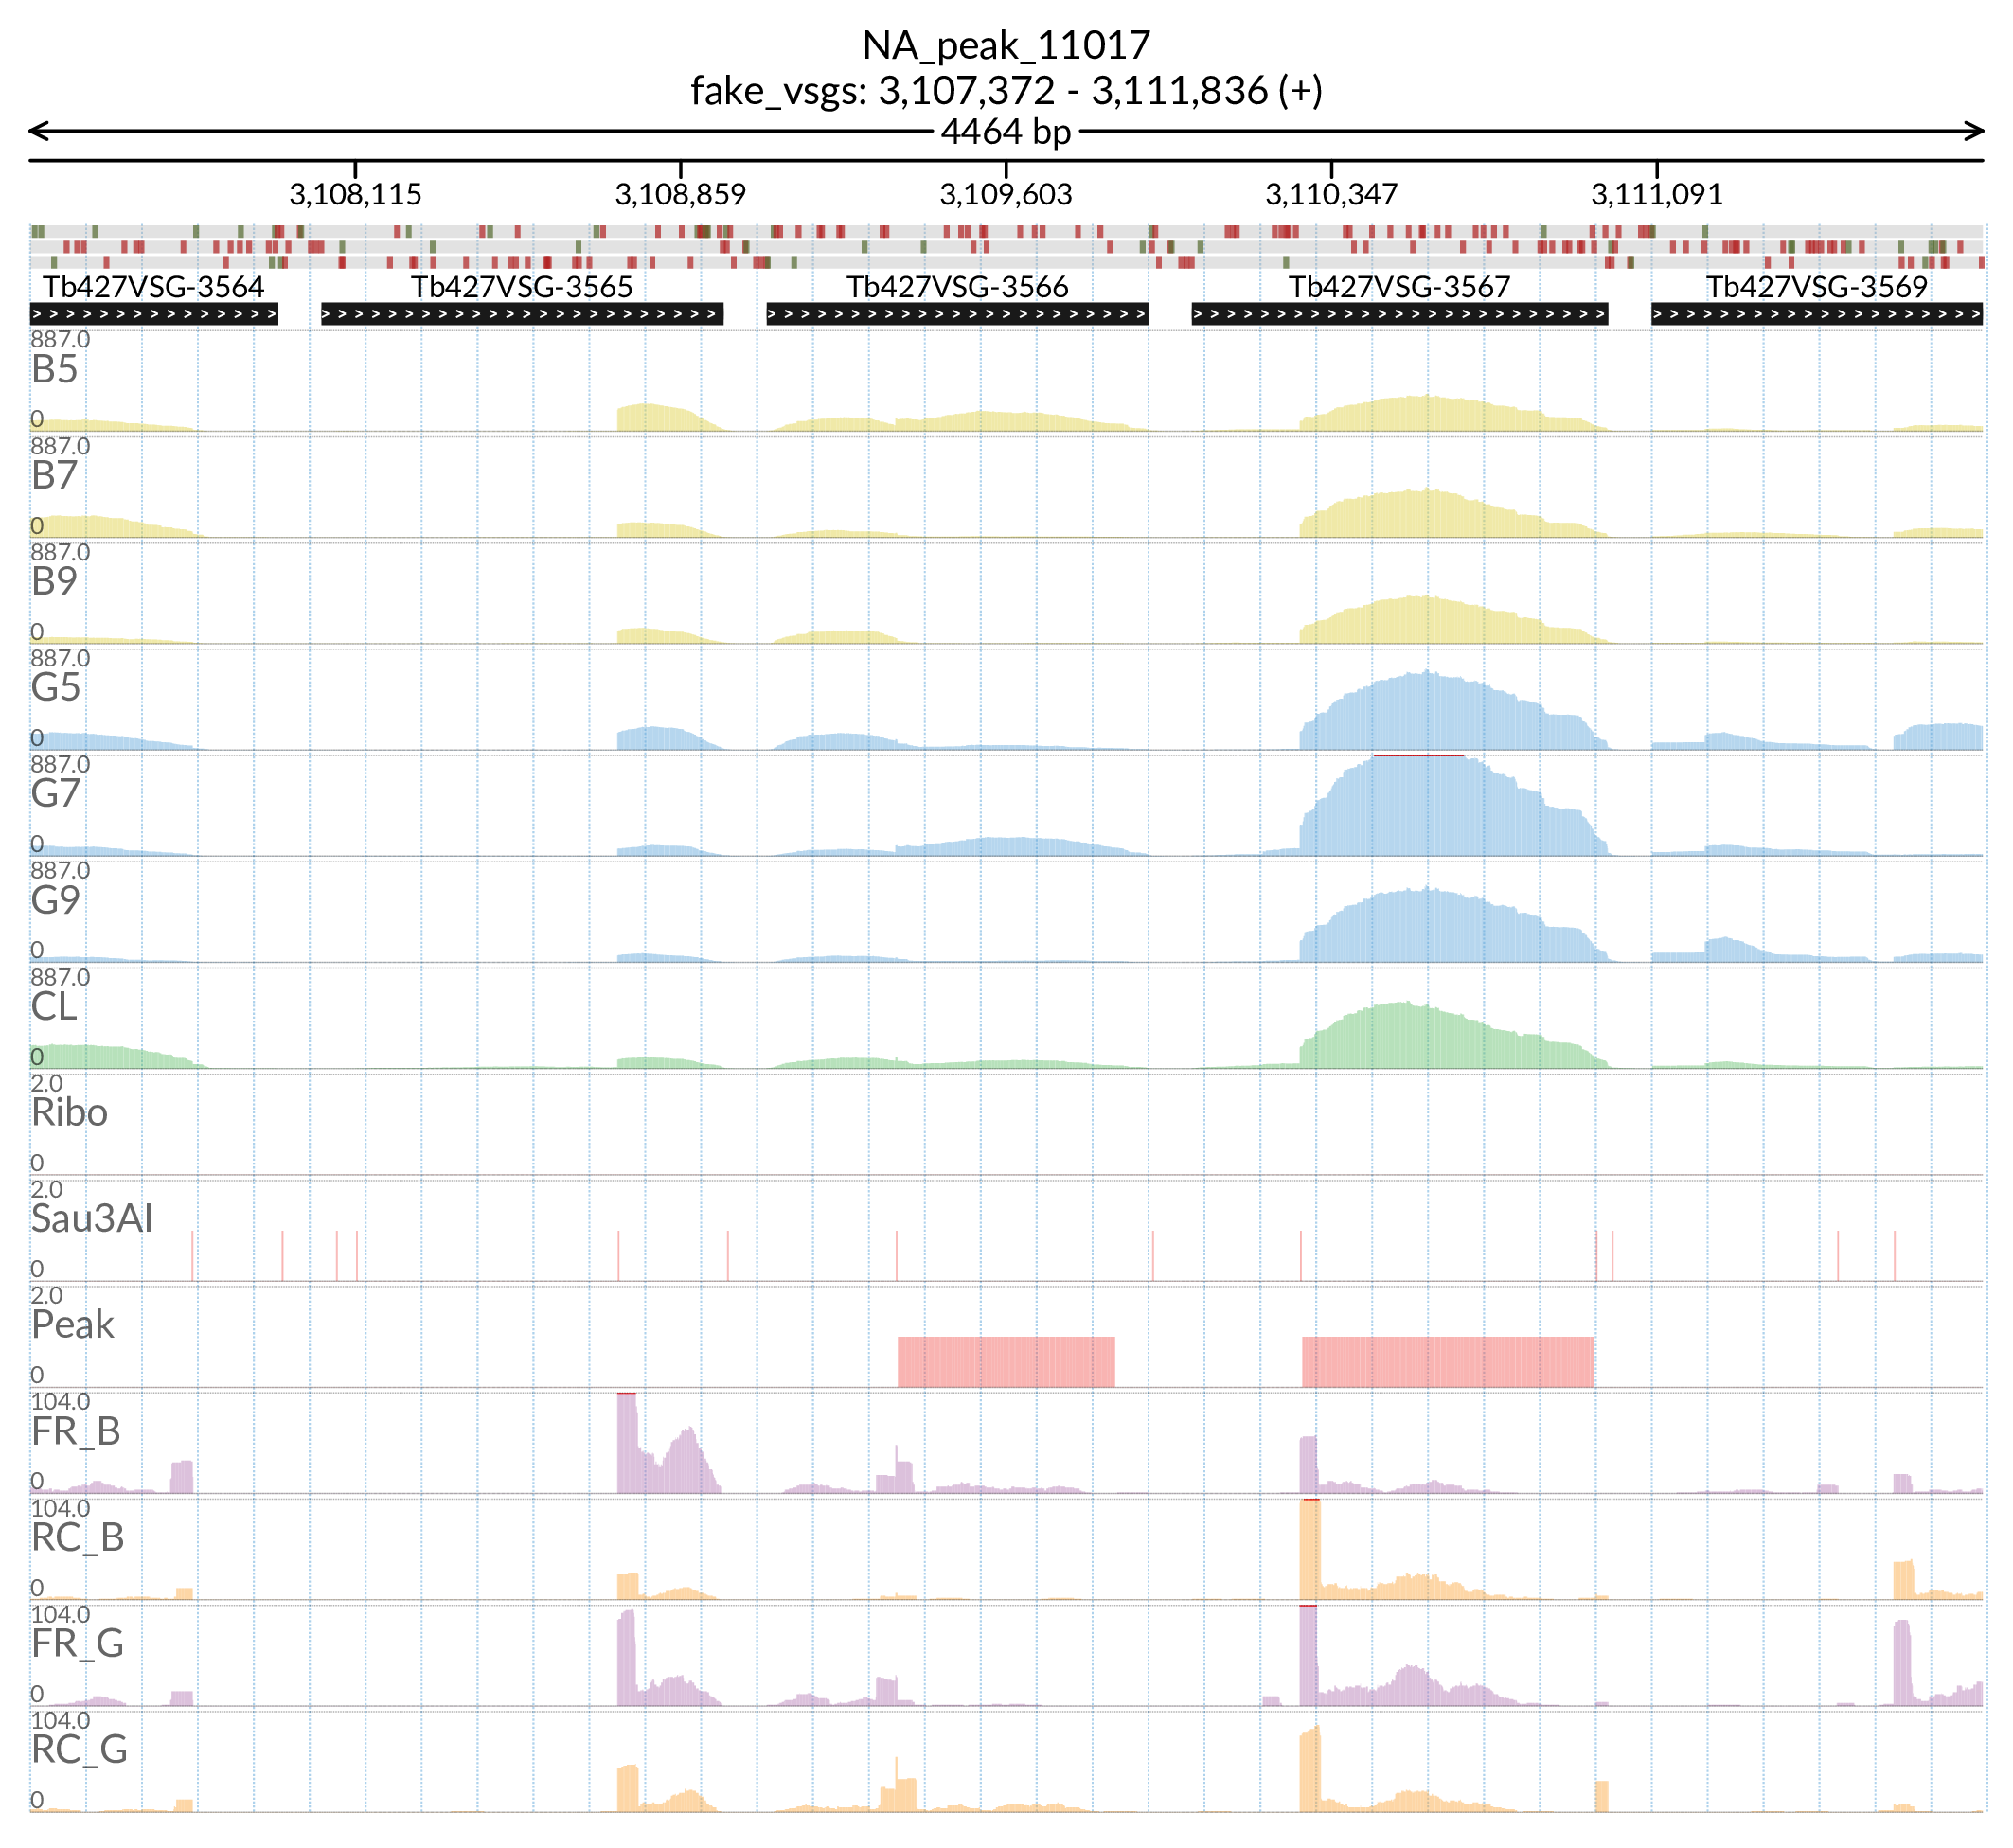 NA_peak_11017
fake_vsgs: 3,107,372 - 3,111,836 (+)
4464 bp
3,108,115 3,108,859 3,109,603 3,110,347 3,111,091
Tb427VSG-3564 Tb427VSG-3565 Tb427VSG-3566 Tb427VSG-3567 Tb427VSG-3569
887.0
B5
0
887.0
B7
0
887.0
B9
0
887.0
G5
0
887.0
G7
0
887.0
G9
0
887.0
CL
0
2.0
Ribo
0
2.0
Sau3AI
0
2.0
Peak
0
104.0
FR_B
0
104.0
RC_B
0
104.0
FR_G
0
104.0
RC_G
0